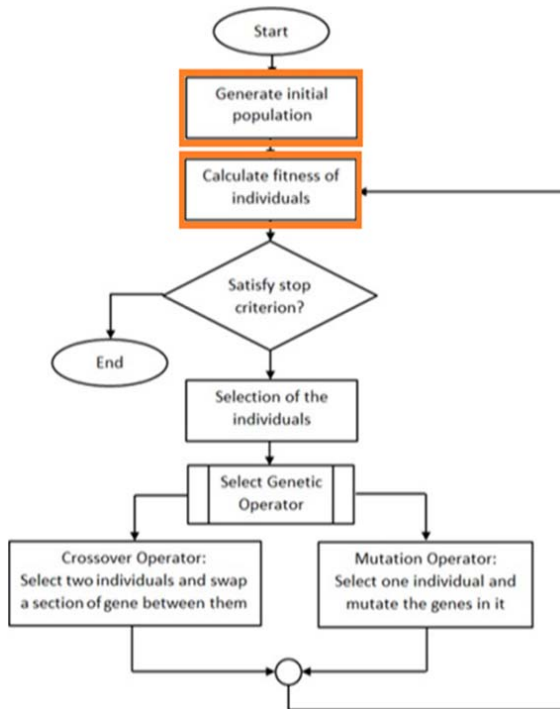 Start
Generate initial
population
Calculate fitness of
individuals
Satisfy stop
criterion?
End
Selection of the
individuals
Select Genetic
Operator
Crossover Operator:
Select two individuals and swap
a section of gene between them
Mutation Operator:
Select one individual and
mutate the genes in it